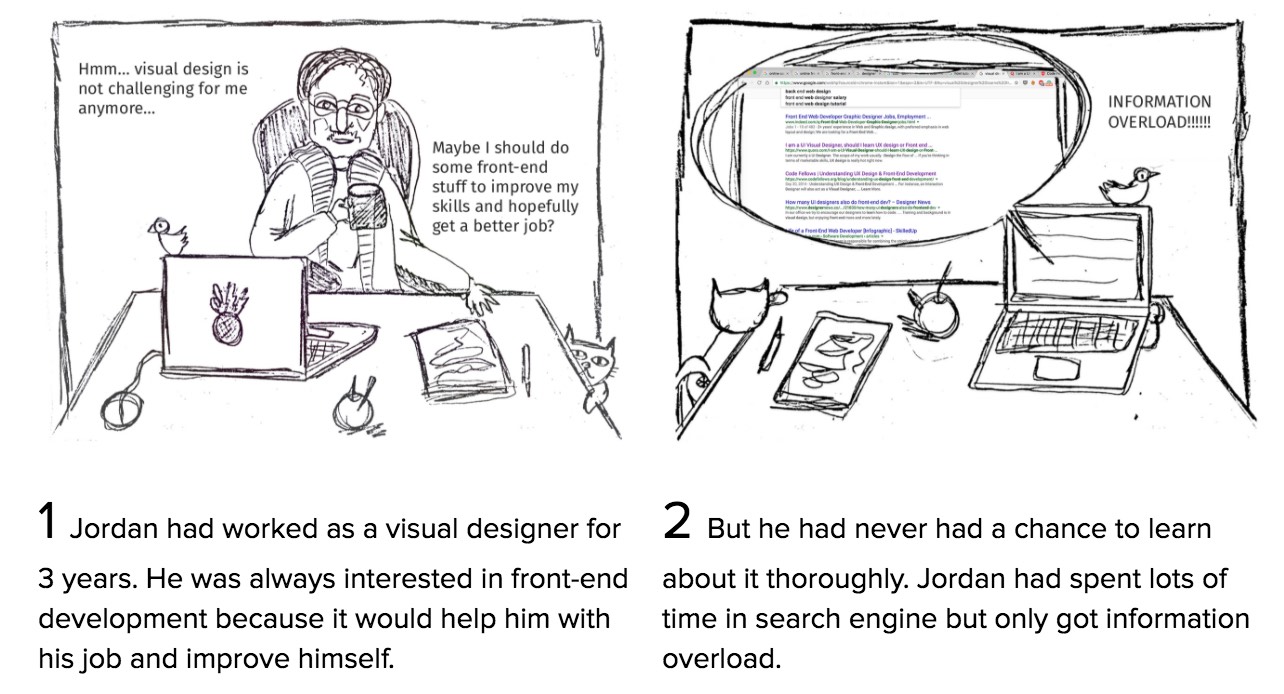 Hmm... visual design is
not challenging for me
anymore...
Maybe I should do
some front-end
stuff to improve my
skills and hopefully
get a better job?
1 Jordan had worked as a visual designer for
3 years. He was always interested in front-end
development because it would help him with
his job and improve himself.
back end web design
front end web designer salary
front end web design tutorial
Front End Web Developer Graphic Designer Jobs, Employment ...
I am a UI Visual Designer, should I learn UX design or Front end ...
Code Fellows | Understanding UX Design & Front-End Development
How many UI designers also do front-end dev? – Designer News
of a Front-End Web Developer [Infographic] - SkilledUp
INFORMATION
OVERLOAD!!!!!!
2 But he had never had a chance to learn
about it thoroughly. Jordan had spent lots of
time in search engine but only got information
overload.